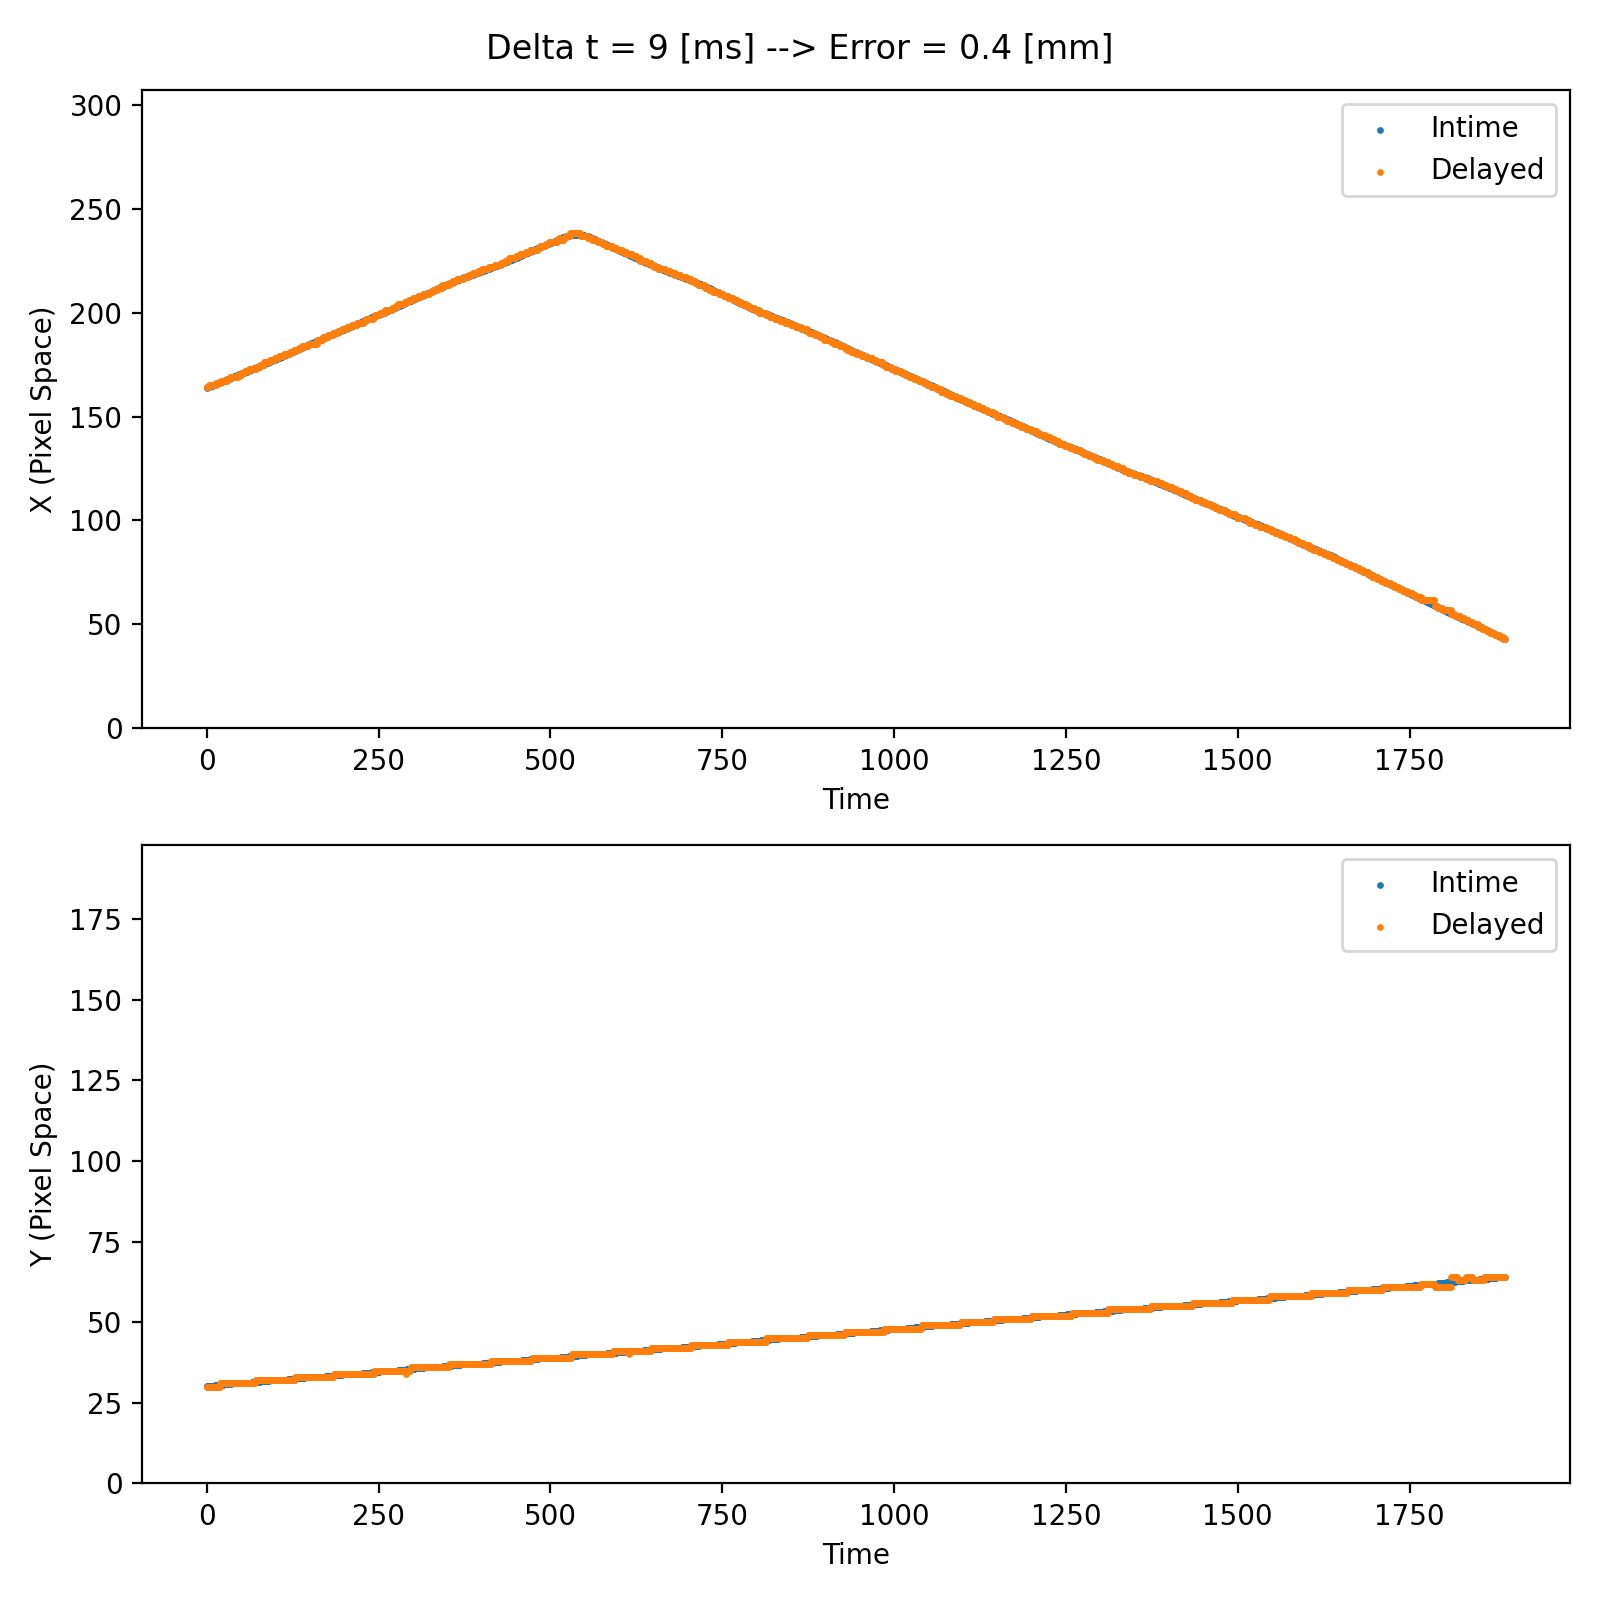 Delta t = 9 [ms] --> Error = 0.4 [mm]
300
250
200
150
100
50
0
X (Pixel Space)
Intime
Delayed
0 250 500 750 1000 1250 1500 1750
Time
175
150
125
100
75
50
25
0
Y (Pixel Space)
Intime
Delayed
0 250 500 750 1000 1250 1500 1750
Time